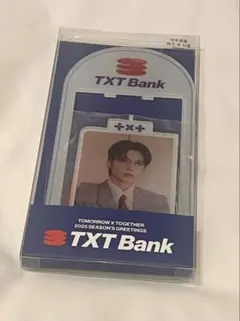 TXT Bank
+x+
TOMORROW X TOGETHER
2023 SEASON'S GREETINGS
TXT Bank